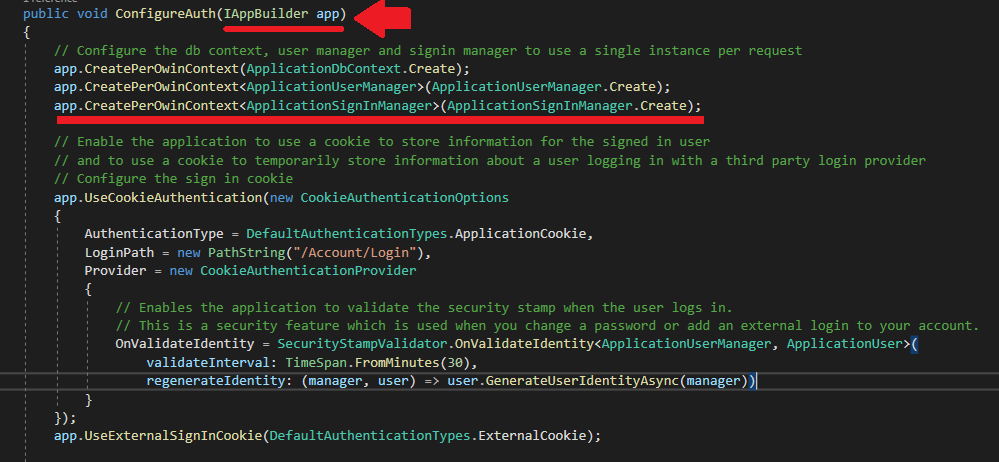 public void ConfigureAuth(IAppBuilder app)
{
// Configure the db context, user manager and signin manager to use a single instance per request
app.CreatePerOwinContext(ApplicationDbContext.Create);
app.CreatePerOwinContext<ApplicationUserManager>(ApplicationUserManager.Create);
app.CreatePerOwinContext<ApplicationSignInManager>(ApplicationSignInManager.Create);
// Enable the application to use a cookie to store information for the signed in user
// and to use a cookie to temporarily store information about a user logging in with a third party login provider
// Configure the sign in cookie
app.UseCookieAuthentication(new CookieAuthenticationOptions
{
AuthenticationType = DefaultAuthenticationTypes.ApplicationCookie,
LoginPath = new PathString("/Account/Login"),
Provider = new CookieAuthenticationProvider
{
// Enables the application to validate the security stamp when the user logs in.
// This is a security feature which is used when you change a password or add an external login to your account.
OnValidateIdentity = SecurityStampValidator.OnValidateIdentity<ApplicationUserManager, ApplicationUser>(
validateInterval: TimeSpan.FromMinutes(30),
regenerateIdentity: (manager, user) => user.GenerateUserIdentityAsync(manager))
}
});
app.UseExternalSignInCookie(DefaultAuthenticationTypes.ExternalCookie);